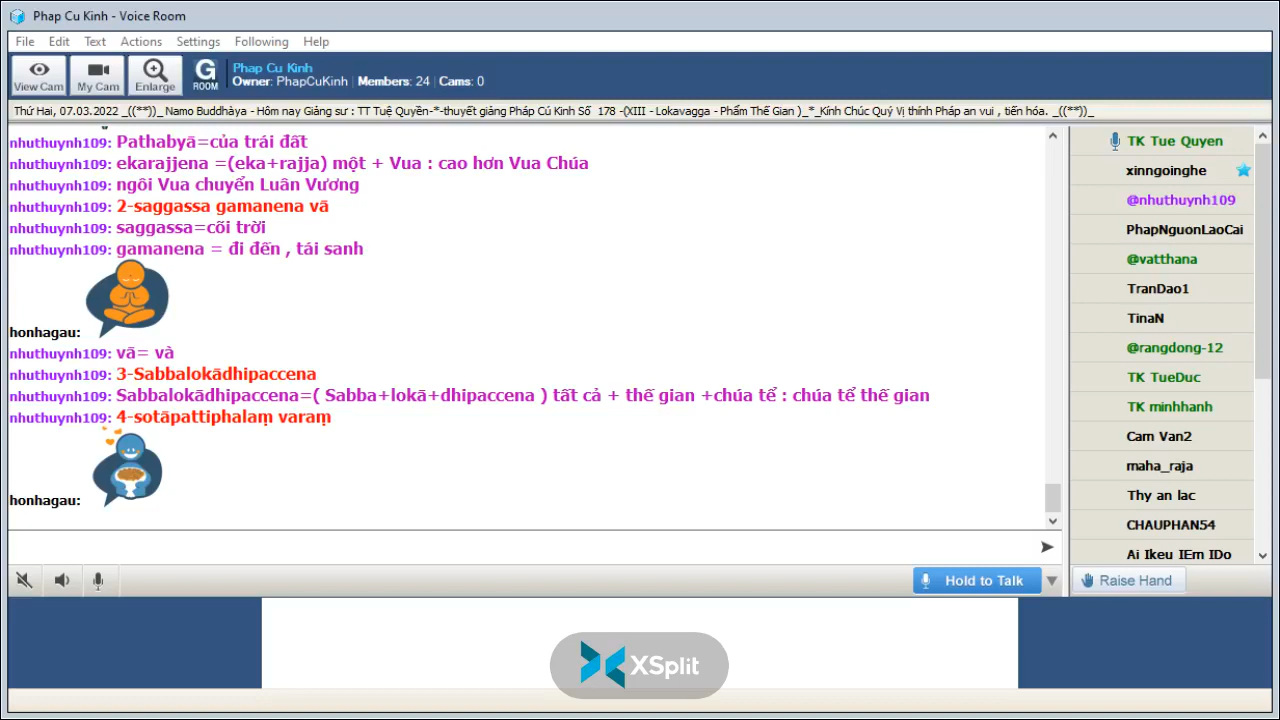 Phap Cu Kinh - Voice Room
File Edit Text Actions Settings Following Help
View Cam My Cam Enlarge G ROOM Phap Cu Kinh
Owner: PhapCuKinh | Members: 24 | Cams: 0
Thứ Hai, 07.03.2022 _((**))_ Namo Buddhàya - Hôm nay Giảng sư : TT Tuệ Quyền-*-thuyết giảng Pháp Cú Kinh Số 178 -(XIII - Lokavagga - Phẩm Thế Gian )_*_Kính Chúc Quý Vị thính Pháp an vui , tiến hóa. _((**))_
nhuthuynh109: Pathabyā=của trái đất
nhuthuynh109: ekarajjena =(eka+rajja) một + Vua : cao hơn Vua Chúa
nhuthuynh109: ngôi Vua chuyển Luân Vương
nhuthuynh109: 2-saggassa gamanena vā
nhuthuynh109: saggassa=cõi trời
nhuthuynh109: gamanena = đi đến , tái sanh
honhagau:
nhuthuynh109: vā= và
nhuthuynh109: 3-Sabbalokādhipaccena
nhuthuynh109: Sabbalokādhipaccena=( Sabba+lokā+dhipaccena ) tất cả + thế gian +chúa tể : chúa tể thế gian
nhuthuynh109: 4-sotāpattiphalaṃ varaṃ
honhagau:
TK Tue Quyen
xinngoinghe
@nhuthuynh109
PhapNguonLaoCai
@vatthana
TranDao1
TinaN
@rangdong-12
TK TueDuc
TK minhhanh
Cam Van2
maha_raja
Thy an lac
CHAUPHAN54
Ai Ikeu IEm IDo
Hold to Talk
Raise Hand
XSplit